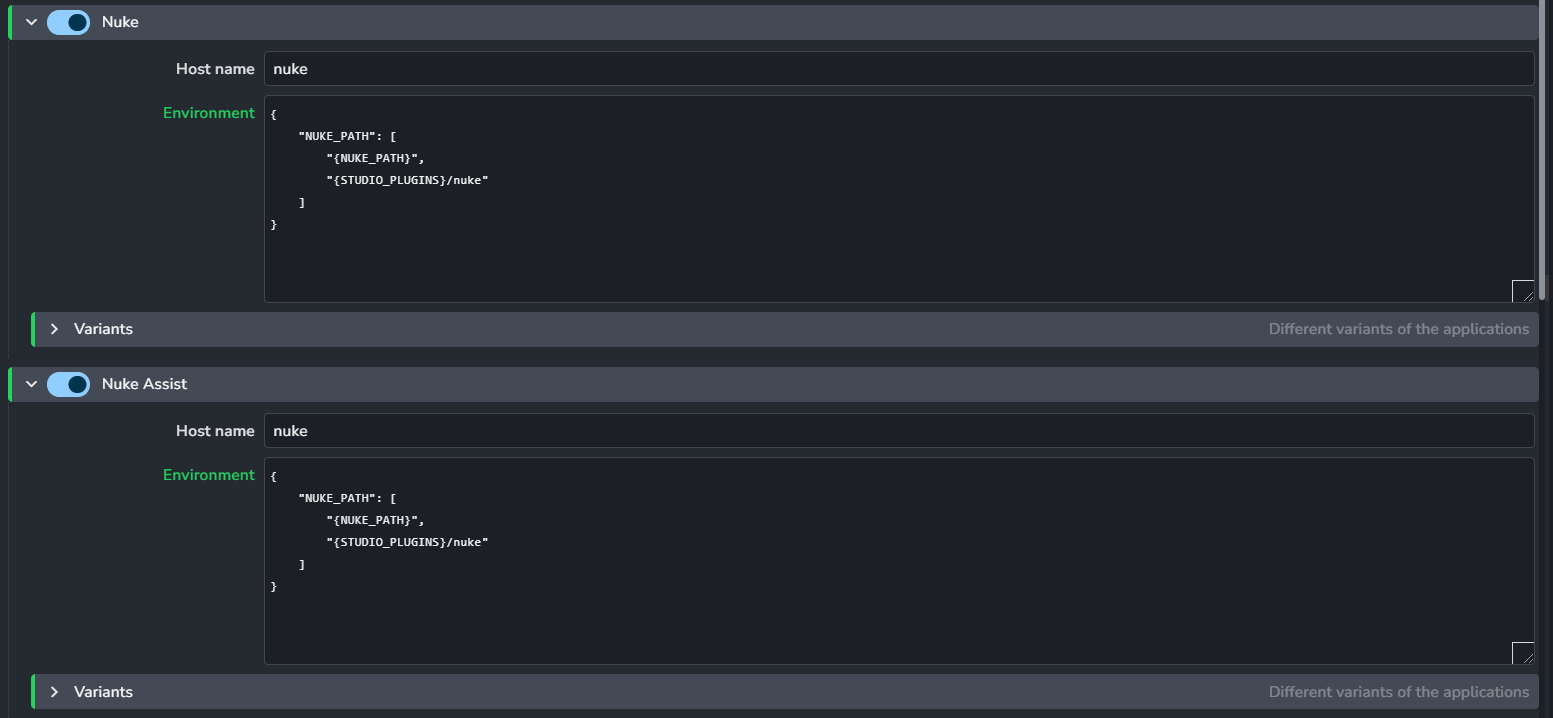 Nuke
Host name nuke
Environment {
"NUKE_PATH": [
"{NUKE_PATH}",
"{STUDIO_PLUGINS}/nuke"
]
}
Variants Different variants of the applications
Nuke Assist
Host name nuke
Environment {
"NUKE_PATH": [
"{NUKE_PATH}",
"{STUDIO_PLUGINS}/nuke"
]
}
Variants Different variants of the applications